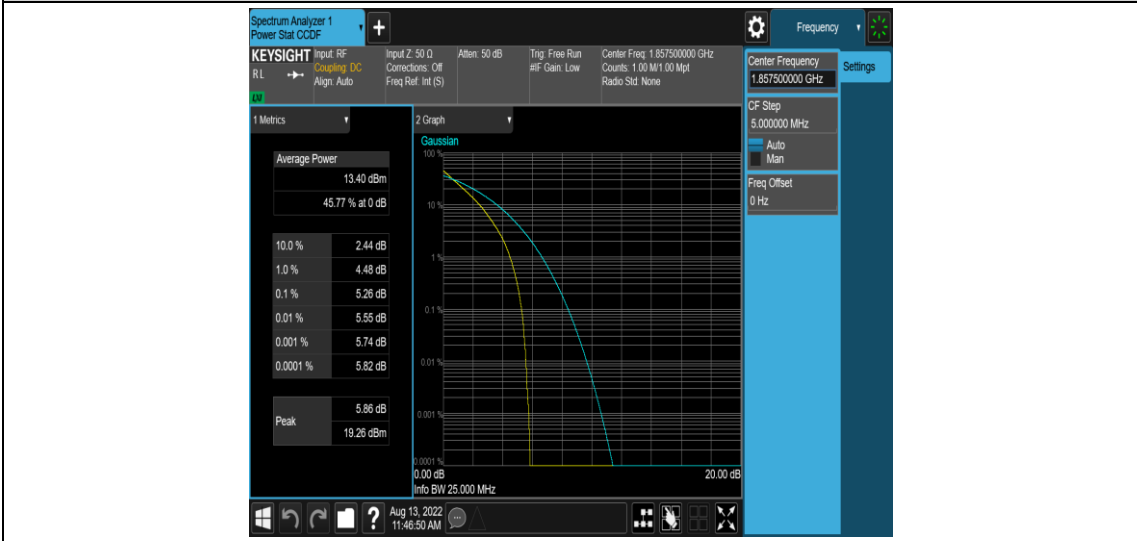 Spectrum Analyzer 1
Power Stat CCDF
Frequency
KEYSIGHT
RL
LNI
Input: RF
Coupling: DC
Align: Auto
Input Z: 50 Ω
Corrections: Off
Freq Ref: Int (S)
Atten: 50 dB
Trig: Free Run
#IF Gain: Low
Center Freq: 1.857500000 GHz
Counts: 1.00 M/1.00 Mpt
Radio Std: None
Center Frequency
1.857500000 GHz
Settings
CF Step
5.000000 MHz
Auto
Man
Freq Offset
0 Hz
1 Metrics
Average Power
13.40 dBm
45.77 % at 0 dB
10.0 % 2.44 dB
1.0 % 4.48 dB
0.1 % 5.26 dB
0.01 % 5.55 dB
0.001 % 5.74 dB
0.0001 % 5.82 dB
Peak
5.86 dB
19.26 dBm
2 Graph
Gaussian
100 %
10 %
1 %
0.1 %
0.01 %
0.001 %
0.0001 %
0.00 dB
20.00 dB
Info BW 25.000 MHz
?
Aug 13, 2022
11:46:50 AM